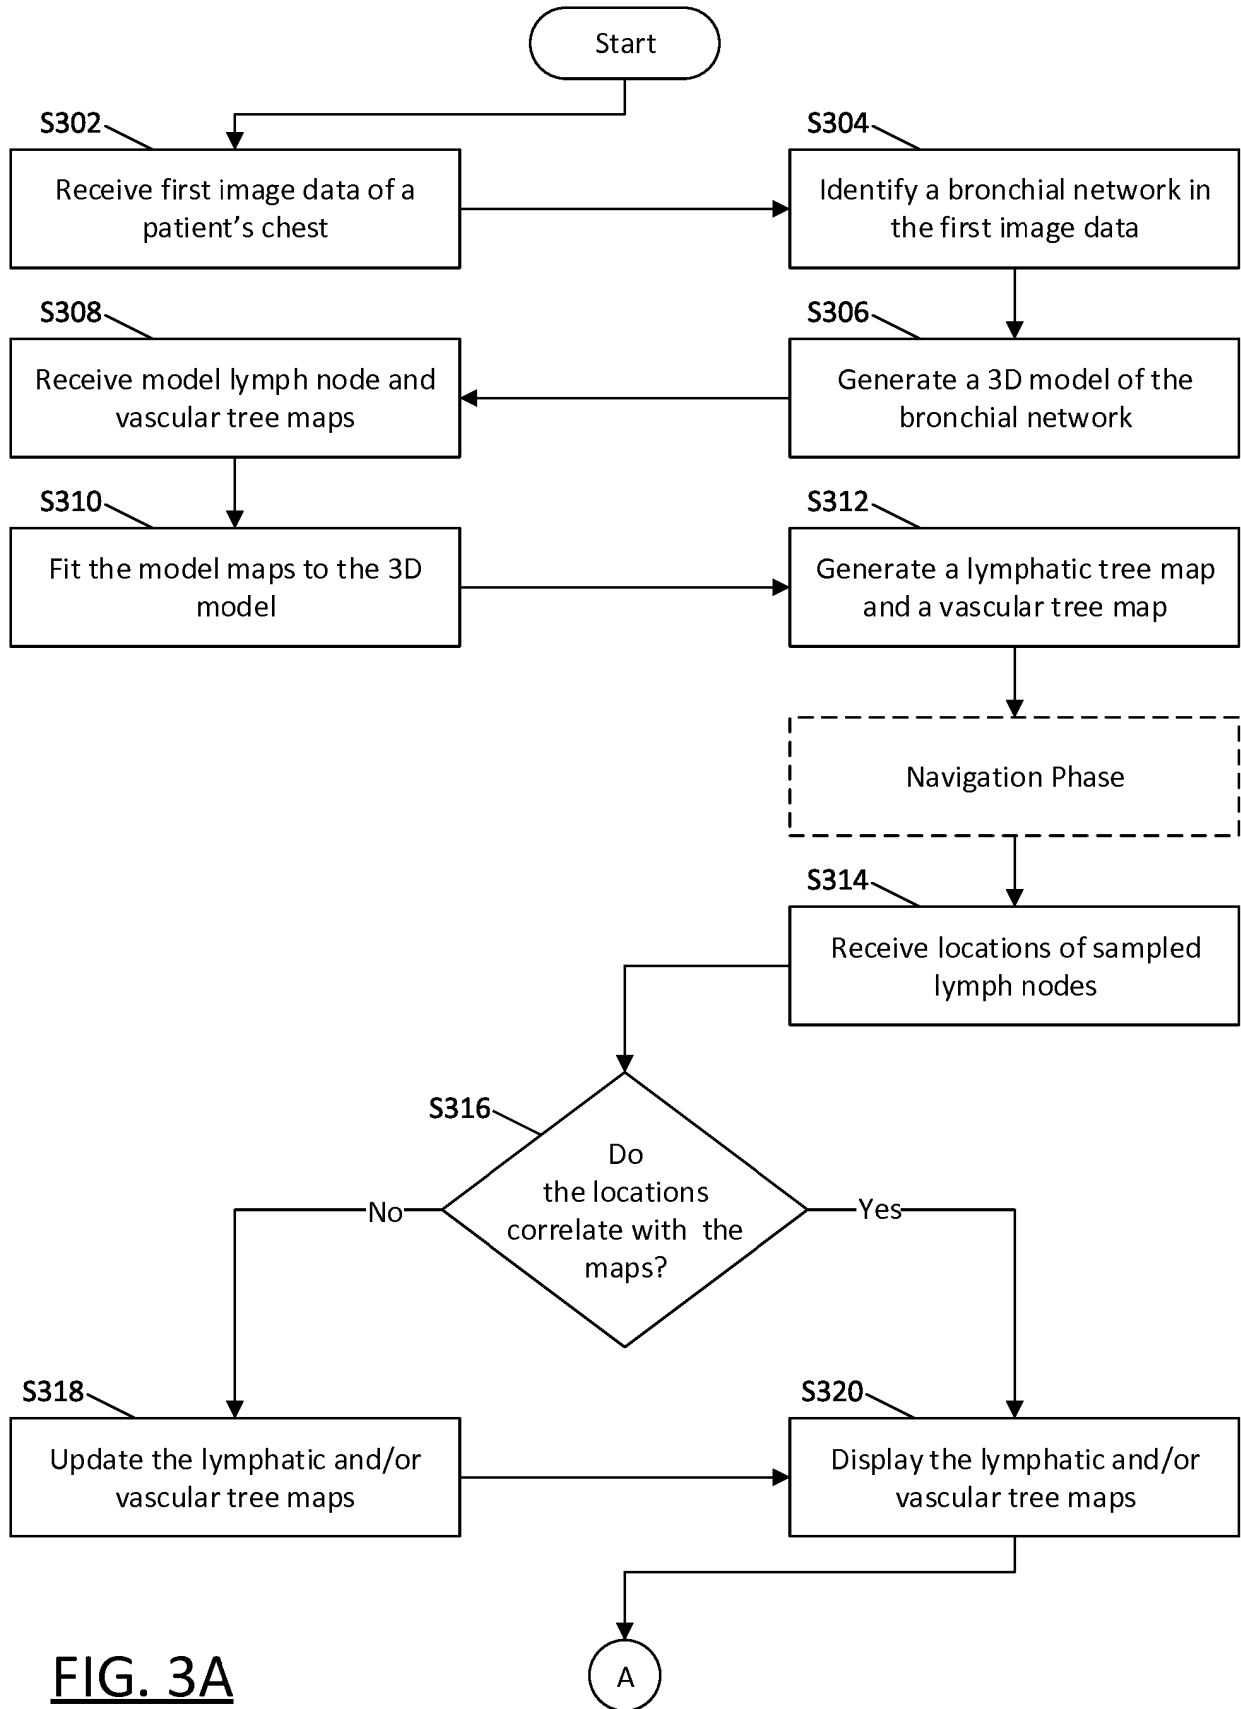 Start
S302
Receive first image data of a
patient’s chest
S304
Identify a bronchial network in
the first image data
S308
Receive model lymph node and
vascular tree maps
S306
Generate a 3D model of the
bronchial network
S310
Fit the model maps to the 3D
model
S312
Generate a lymphatic tree map
and a vascular tree map
Navigation Phase
S314
Receive locations of sampled
lymph nodes
S316
Do
the locations
correlate with the
maps?
No
Yes
S318
Update the lymphatic and/or
vascular tree maps
S320
Display the lymphatic and/or
vascular tree maps
A
FIG. 3A